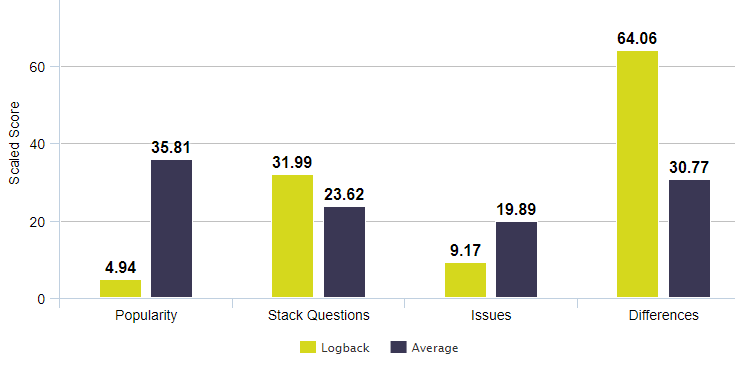 Scaled Score
60
40
20
0
4.94
35.81
31.99
23.62
9.17
19.89
64.06
30.77
Popularity
Stack Questions
Issues
Differences
Logback
Average